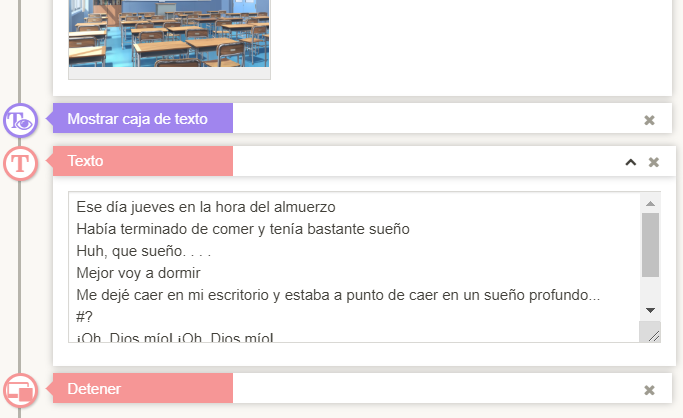 Mostrar caja de texto
Texto
Ese día jueves en la hora del almuerzo
Había terminado de comer y tenía bastante sueño
Huh, que sueño. . . .
Mejor voy a dormir
Me dejé caer en mi escritorio y estaba a punto de caer en un sueño profundo...
#?
¡Oh, Dios mío! ¡Oh, Dios mío!
Detener